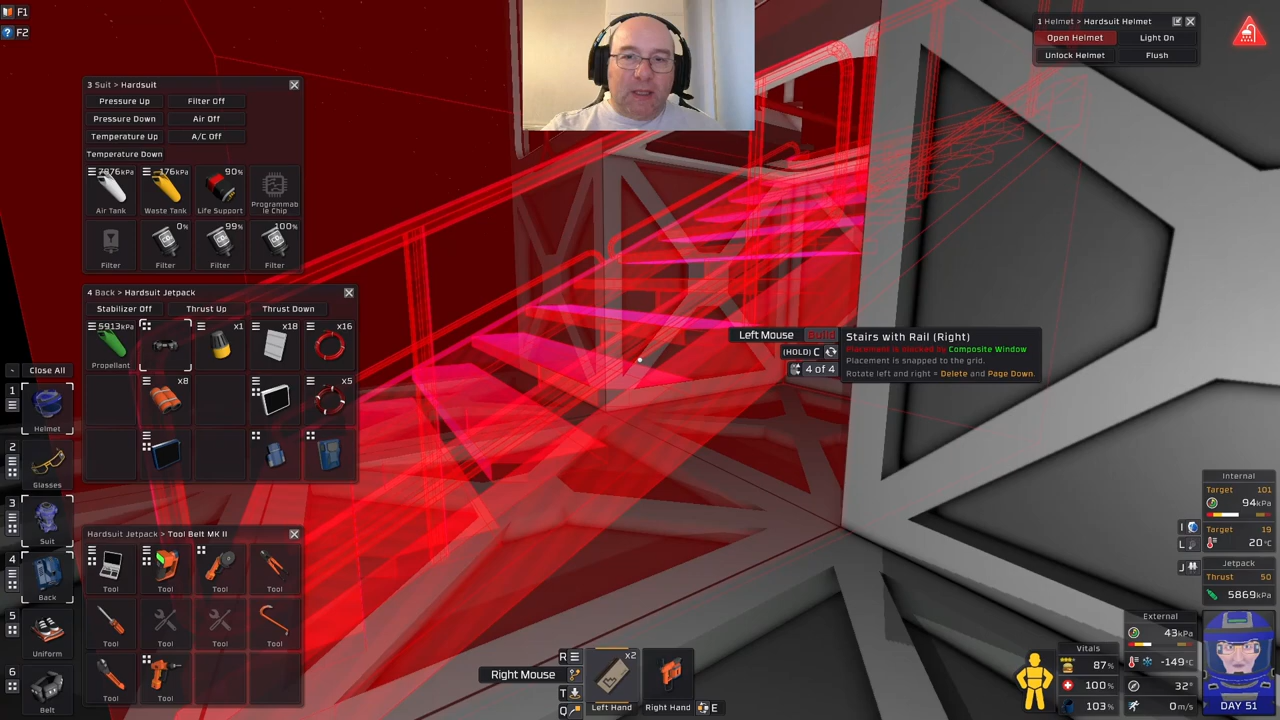 F1
F2
1 Helmet > Hardsuit Helmet
Open Helmet
Light On
Unlock Helmet
Flush
3 Suit > Hardsuit
Pressure Up
Filter Off
Pressure Down
Air Off
Temperature Up
A/C Off
Temperature Down
7876kPa
176kPa
90%
Air Tank
Waste Tank
Life Support
Programmab
le Chip
0%
99%
100%
Filter
Filter
Filter
Filter
4 Back > Hardsuit Jetpack
Stabilizer Off
Thrust Up
Thrust Down
5913kPa
x1
x18
x16
Propellant
x8
x5
Close All
1
Helmet
2
Glasses
3
Suit
4
Back
5
Uniform
6
Belt
Hardsuit Jetpack > Tool Belt MK II
Tool
Tool
Tool
Tool
Tool
Tool
Tool
Tool
Tool
Tool
Left Mouse
Build
Stairs with Rail (Right)
Placement is blocked by Composite Window
(HOLD) C
Placement is snapped to the grid.
4 of 4
Rotate left and right = Delete and Page Down.
Right Mouse
R
T
Q
x2
Left Hand
Right Hand
E
Internal
Target 101
94kPa
Target 19
20°C
I
L
J
Jetpack
Thrust 50
5869kPa
External
43kPa
-149°C
32°
0m/s
Vitals
87%
100%
103%
DAY 51